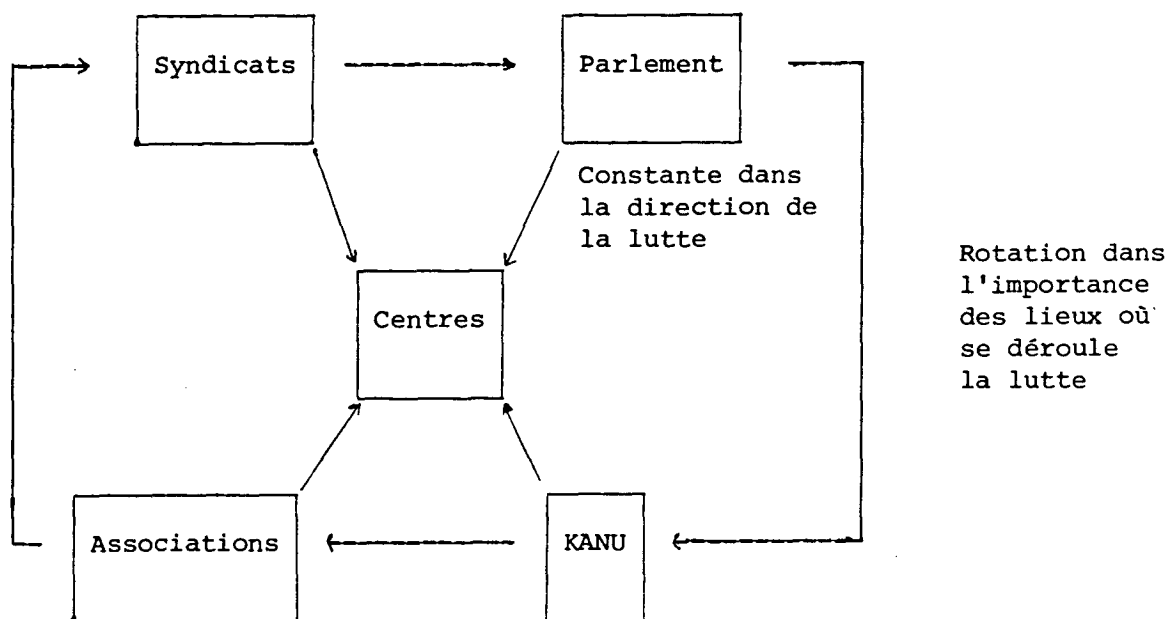 Syndicats
Parlement
Constante dans
la direction de
la lutte
Rotation dans
l'importance
des lieux où
se déroule
la lutte
Centres
Associations
KANU